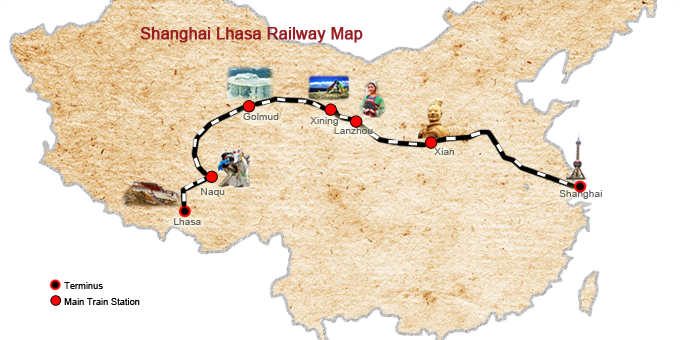 Shanghai Lhasa Railway Map
Golmud
Xining
Lanzhou
Xian
Naqu
Shanghai
Lhasa
Terminus
Main Train Station